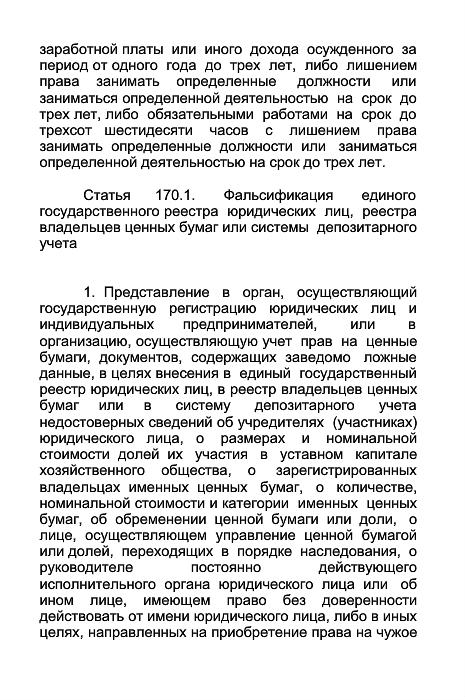 заработной платы или иного дохода осужденного за
период от одного года до трех лет, либо лишением
права занимать определенные должности или
заниматься определенной деятельностью на срок до
трех лет, либо обязательными работами на срок до
трехсот шестидесяти часов с лишением права
занимать определенные должности или заниматься
определенной деятельностью на срок до трех лет.
Статья 170.1. Фальсификация единого
государственного реестра юридических лиц, реестра
владельцев ценных бумаг или системы депозитарного
учета
1. Представление в орган, осуществляющий
государственную регистрацию юридических лиц и
индивидуальных предпринимателей, или в
организацию, осуществляющую учет прав на ценные
бумаги, документов, содержащих заведомо ложные
данные, в целях внесения в единый государственный
реестр юридических лиц, в реестр владельцев ценных
бумаг или в систему депозитарного учета
недостоверных сведений об учредителях (участниках)
юридического лица, о размерах и номинальной
стоимости долей их участия в уставном капитале
хозяйственного общества, о зарегистрированных
владельцах именных ценных бумаг, о количестве,
номинальной стоимости и категории именных ценных
бумаг, об обременении ценной бумаги или доли, о
лице, осуществляющем управление ценной бумагой
или долей, переходящих в порядке наследования, о
руководителе постоянно действующего
исполнительного органа юридического лица или об
ином лице, имеющем право без доверенности
действовать от имени юридического лица, либо в иных
целях, направленных на приобретение права на чужое